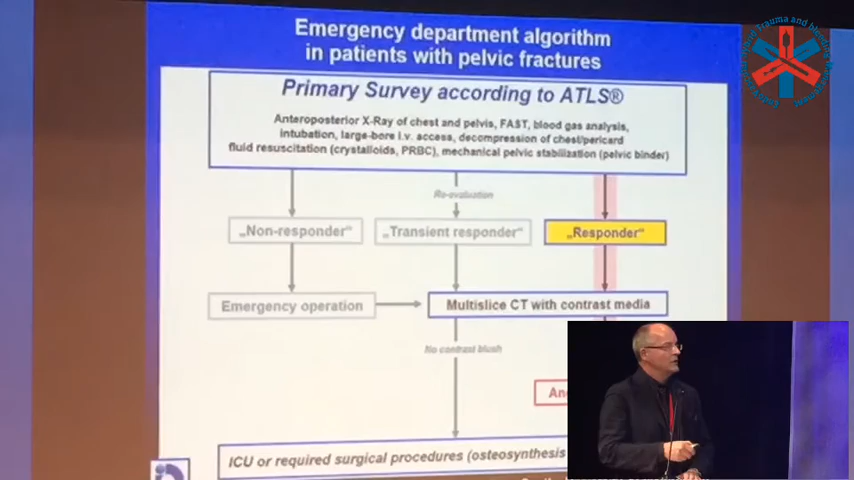 Emergency department algorithm
in patients with pelvic fractures
Primary Survey according to ATLS®
Anteroposterior X-Ray of chest and pelvis, FAST, blood gas analysis,
intubation, large-bore i.v. access, decompression of chest/pericard
fluid resuscitation (crystalloids, PRBC), mechanical pelvic stabilization (pelvic binder)
Re-evaluation
„Non-responder“
„Transient responder“
„Responder“
Emergency operation
Multislice CT with contrast media
No contrast blush
ICU or required surgical procedures (osteosynthesis